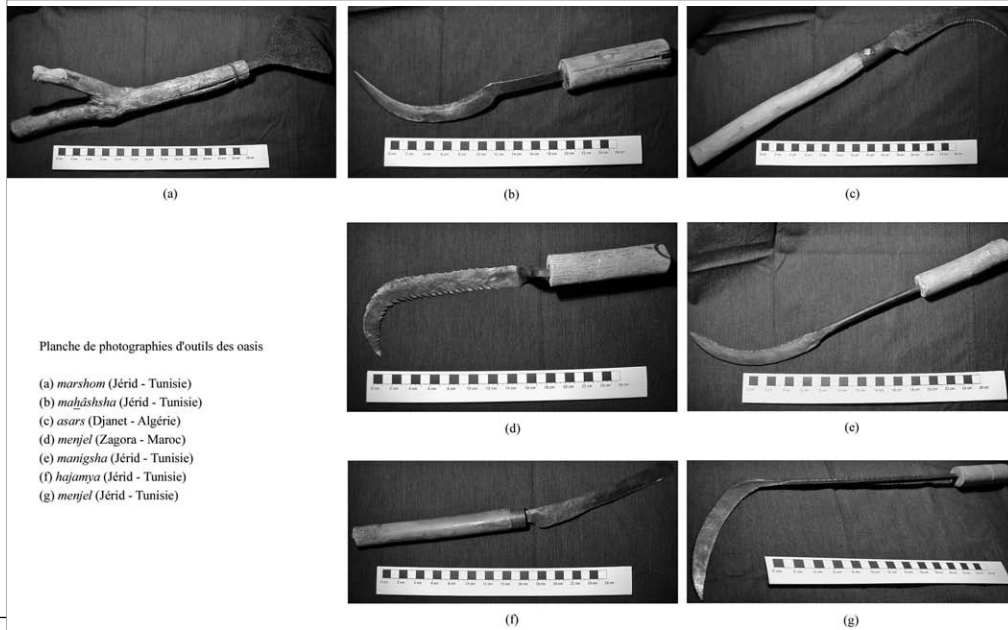 (a)
(b)
(c)
Planche de photographies d'outils des oasis
(a) marshom (Jérid - Tunisie)
(b) mahâshsha (Jérid - Tunisie)
(c) asars (Djanet - Algérie)
(d) menjel (Zagora - Maroc)
(e) manigsha (Jérid - Tunisie)
(f) hajamya (Jérid - Tunisie)
(g) menjel (Jérid - Tunisie)
(d)
(e)
(f)
(g)